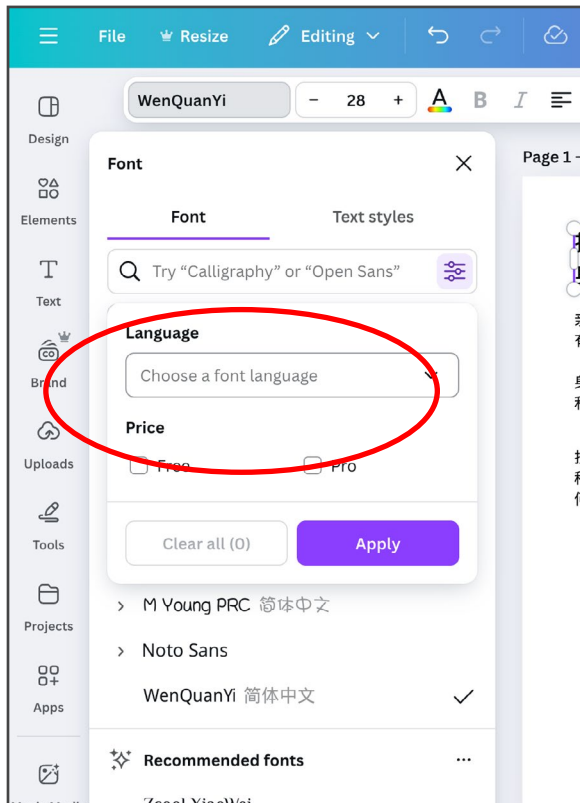 File Resize Editing
WenQuanYi - 28 + A B I
Design
Font
Page 1 -
Elements
Font Text styles
Text
Try “Calligraphy” or “Open Sans”
Language
Brand
Choose a font language
Price
Uploads
Free Pro
Tools
Clear all (0) Apply
Projects
M Young PRC 简体中文
Noto Sans
Apps
WenQuanYi 简体中文
Recommended fonts